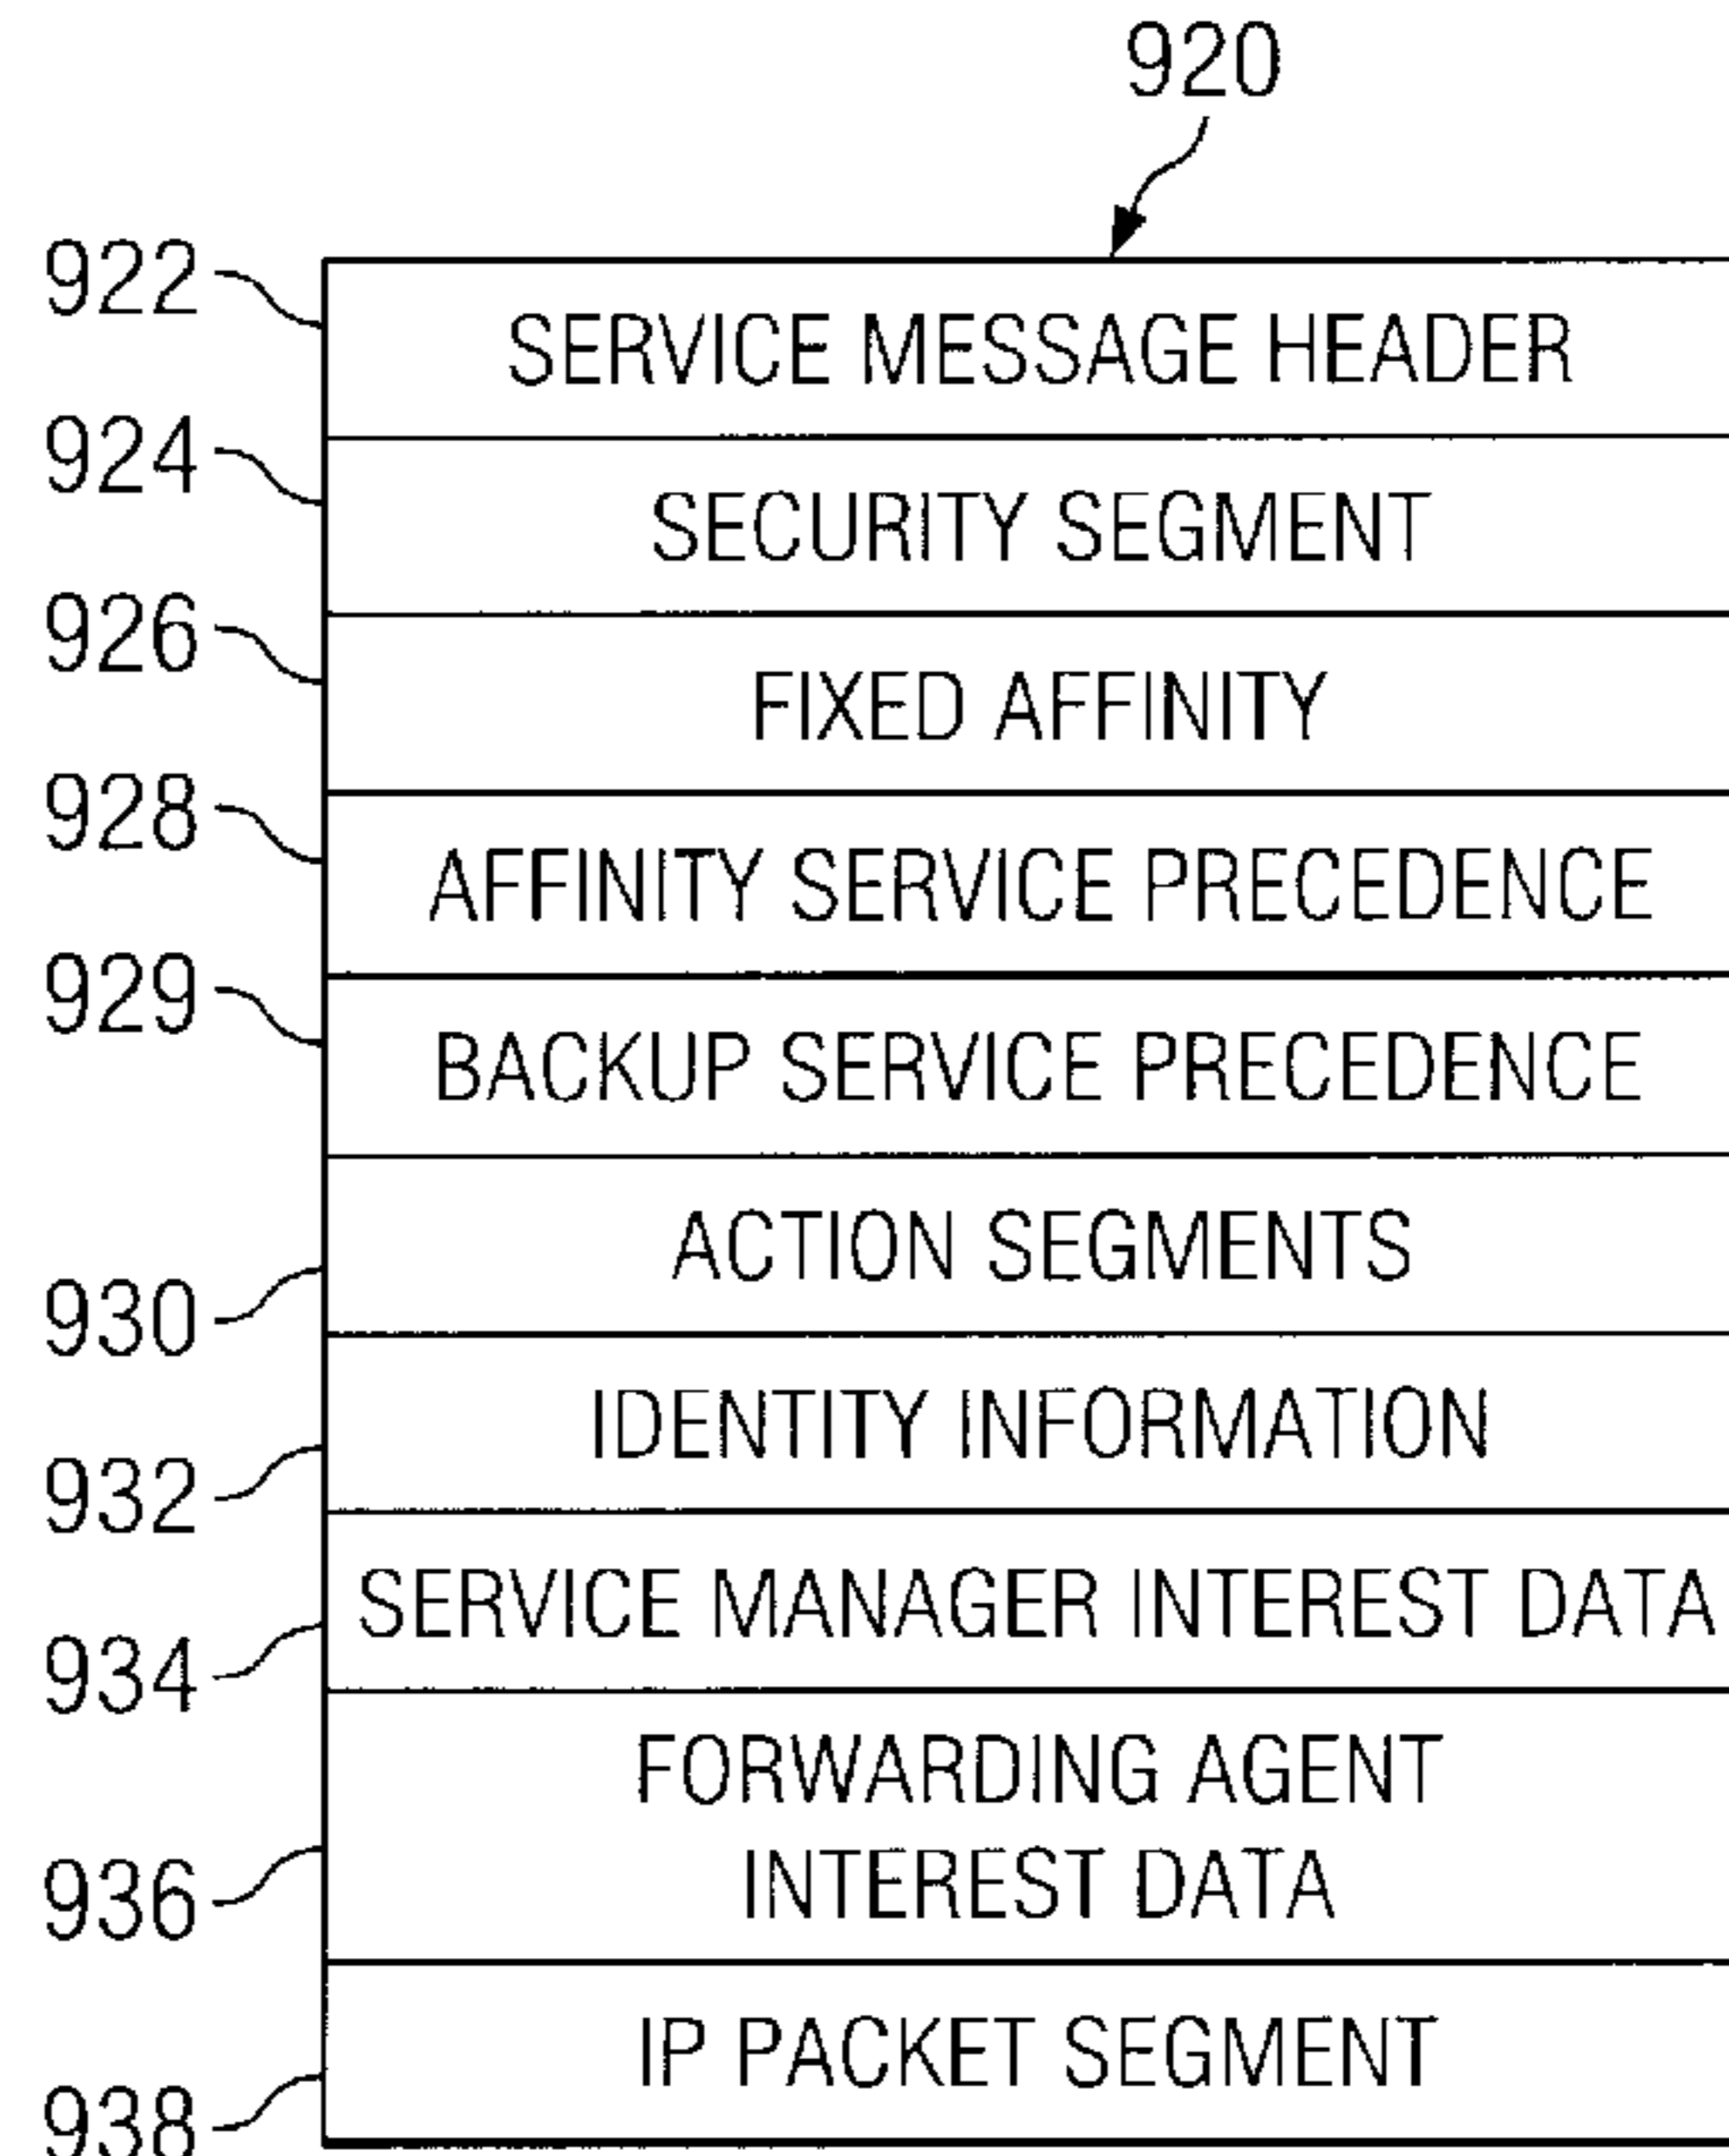 920
922
SERVICE MESSAGE HEADER
924
SECURITY SEGMENT
926
FIXED AFFINITY
928
AFFINITY SERVICE PRECEDENCE
929
BACKUP SERVICE PRECEDENCE
930
ACTION SEGMENTS
932
IDENTITY INFORMATION
934
SERVICE MANAGER INTEREST DATA
936
FORWARDING AGENT
INTEREST DATA
938
IP PACKET SEGMENT